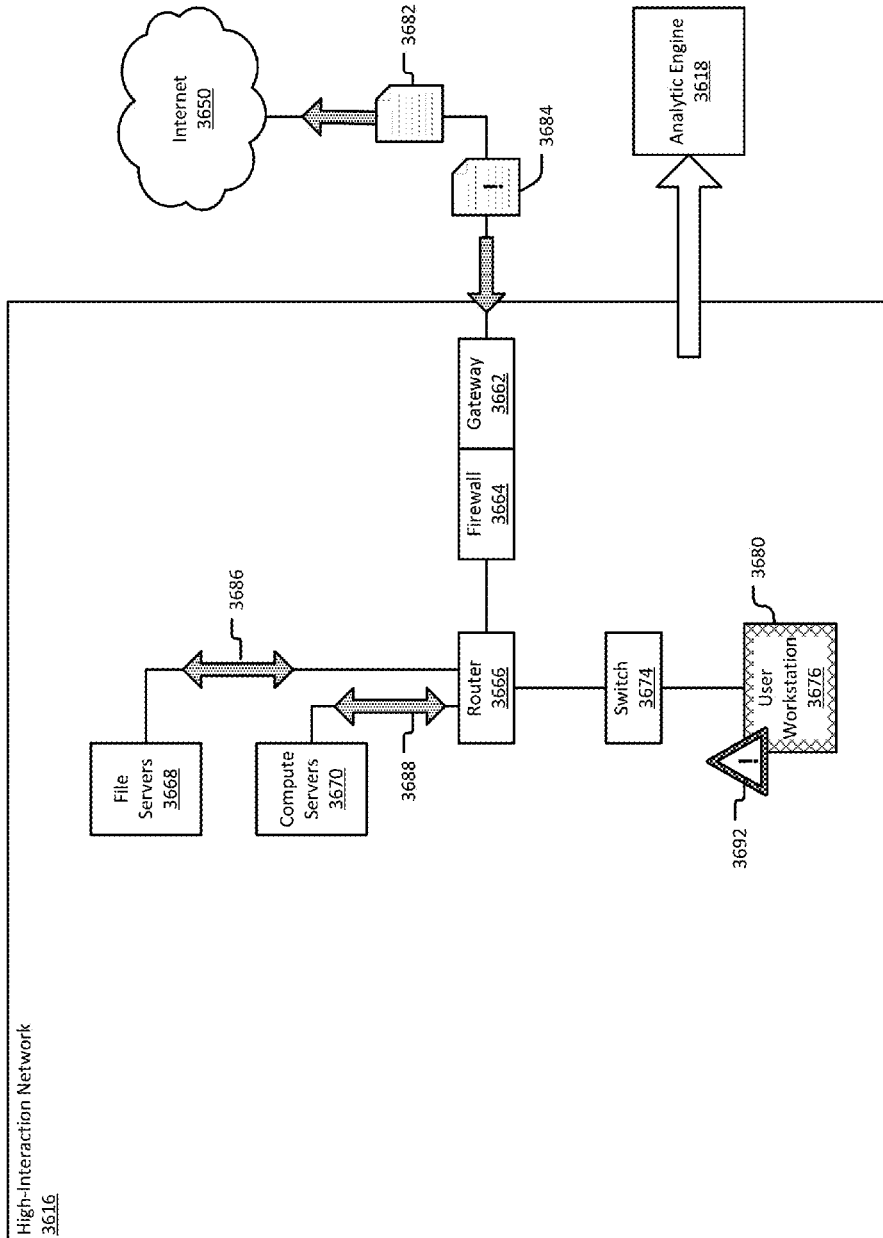 High-Interaction Network
3616
Internet
3650
3682
3684
Analytic Engine
3618
Gateway
3662
Firewall
3664
Router
3666
3686
File
Servers
3668
Compute
Servers
3670
3688
Switch
3674
User
Workstation
3676
3680
3692
!
!